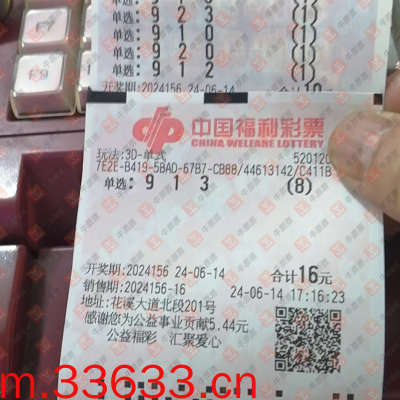 单选: 9 2 3 (1)
单选: 9 1 0 (1)
单选: 9 2 0 (1)
单选: 9 1 2 (1)
开奖期:2024156 24-06-14 合计10元
中国福利彩票
CHINA WELFARE LOTTERY
玩法:3D-单式 520120
7E2E-B419-5BAD-67B7-CB88/44613142/C411B
单选: 9 1 3 (8)
开奖期:2024156 24-06-14 合计16元
销售期:2024156-16 24-06-14 17:16:23
地址:花溪大道北段201号
感谢您为公益事业贡献5.44元
公益福彩 汇聚爱心
m.33633.cn